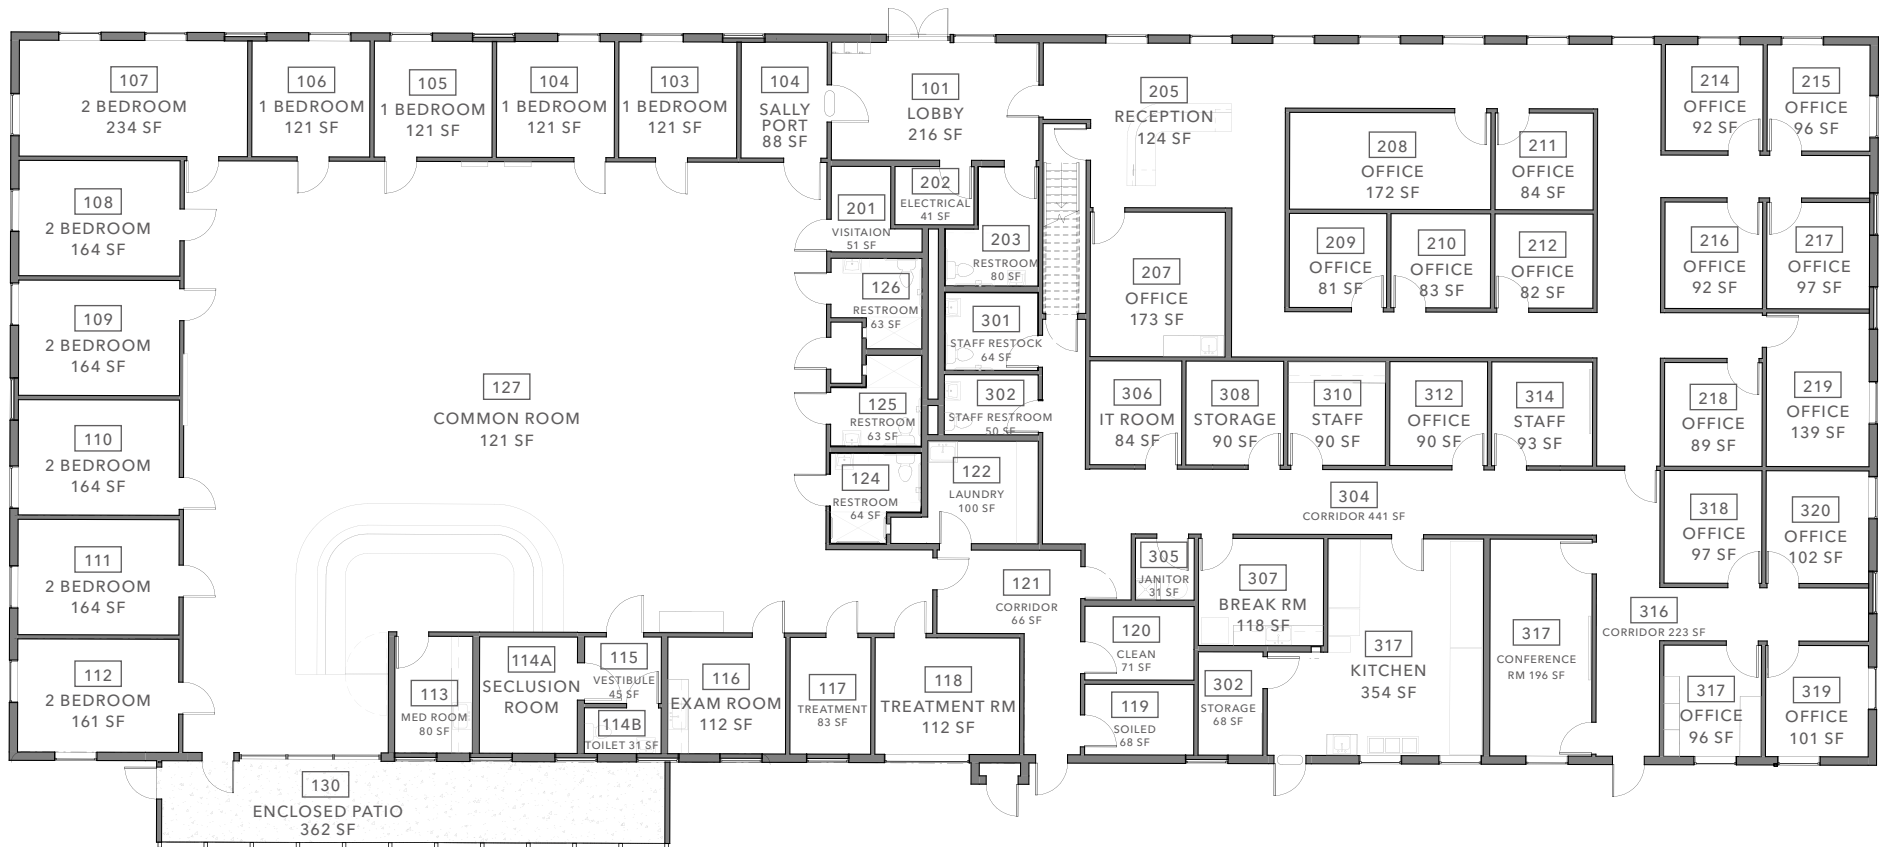 107
2 BEDROOM
234 SF
106
1 BEDROOM
121 SF
105
1 BEDROOM
121 SF
104
1 BEDROOM
121 SF
103
1 BEDROOM
121 SF
104
SALLY
PORT
88 SF
101
LOBBY
216 SF
205
RECEPTION
124 SF
214
OFFICE
92 SF
215
OFFICE
96 SF
208
OFFICE
172 SF
211
OFFICE
84 SF
108
2 BEDROOM
164 SF
201
VISITAION
51 SF
202
ELECTRICAL
41 SF
203
RESTROOM
80 SF
207
OFFICE
173 SF
209
OFFICE
81 SF
210
OFFICE
83 SF
212
OFFICE
82 SF
216
OFFICE
92 SF
217
OFFICE
97 SF
109
2 BEDROOM
164 SF
126
RESTROOM
63 SF
301
STAFF RESTOCK
64 SF
127
COMMON ROOM
121 SF
125
RESTROOM
63 SF
302
STAFF RESTROOM
50 SF
306
IT ROOM
84 SF
308
STORAGE
90 SF
310
STAFF
90 SF
312
OFFICE
90 SF
314
STAFF
93 SF
218
OFFICE
89 SF
219
OFFICE
139 SF
110
2 BEDROOM
164 SF
124
RESTROOM
64 SF
122
LAUNDRY
100 SF
304
CORRIDOR 441 SF
318
OFFICE
97 SF
320
OFFICE
102 SF
111
2 BEDROOM
164 SF
121
CORRIDOR
66 SF
305
JANITOR
31 SF
307
BREAK RM
118 SF
316
CORRIDOR 223 SF
112
2 BEDROOM
161 SF
113
MED ROOM
80 SF
114A
SECLUSION
ROOM
115
VESTIBULE
45 SF
114B
TOILET 31 SF
116
EXAM ROOM
112 SF
117
TREATMENT
83 SF
118
TREATMENT RM
112 SF
120
CLEAN
71 SF
119
SOILED
68 SF
302
STORAGE
68 SF
317
KITCHEN
354 SF
317
CONFERENCE
RM 196 SF
317
OFFICE
96 SF
319
OFFICE
101 SF
130
ENCLOSED PATIO
362 SF